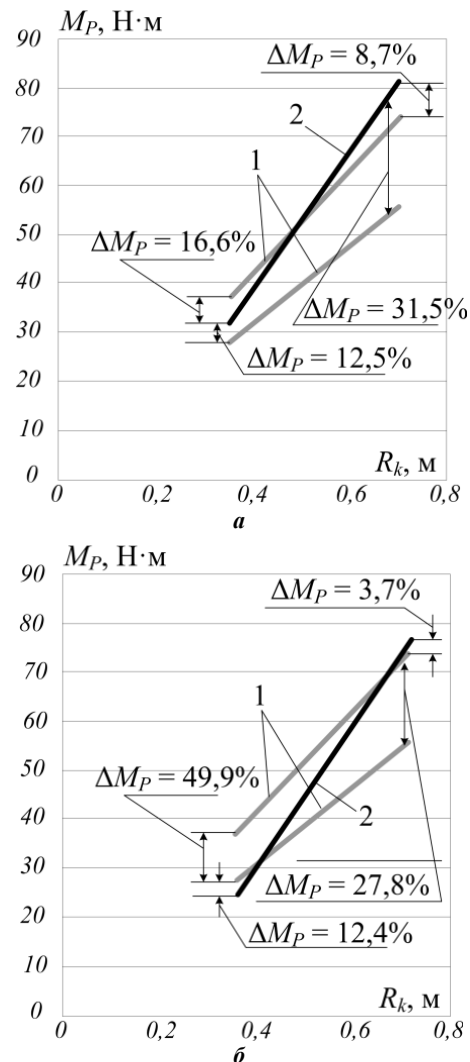 M_P, Н·м
90
80
70
60
50
40
30
20
10
0
ΔM_P = 8,7%
2
1
ΔM_P = 16,6%
ΔM_P = 31,5%
ΔM_P = 12,5%
R_k, м
0
0,2
0,4
0,6
0,8
а
M_P, Н·м
90
80
70
60
50
40
30
20
10
0
ΔM_P = 3,7%
1
ΔM_P = 49,9%
2
ΔM_P = 27,8%
ΔM_P = 12,4%
R_k, м
0
0,2
0,4
0,6
0,8
б